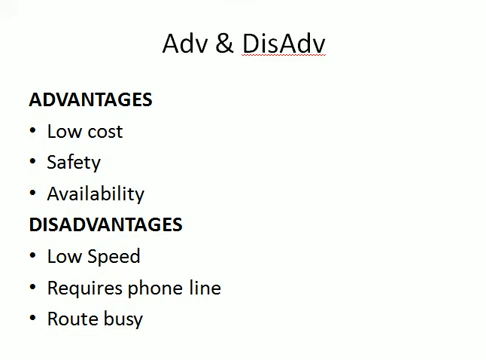 Adv & DisAdv
ADVANTAGES
• Low cost
• Safety
• Availability
DISADVANTAGES
• Low Speed
• Requires phone line
• Route busy